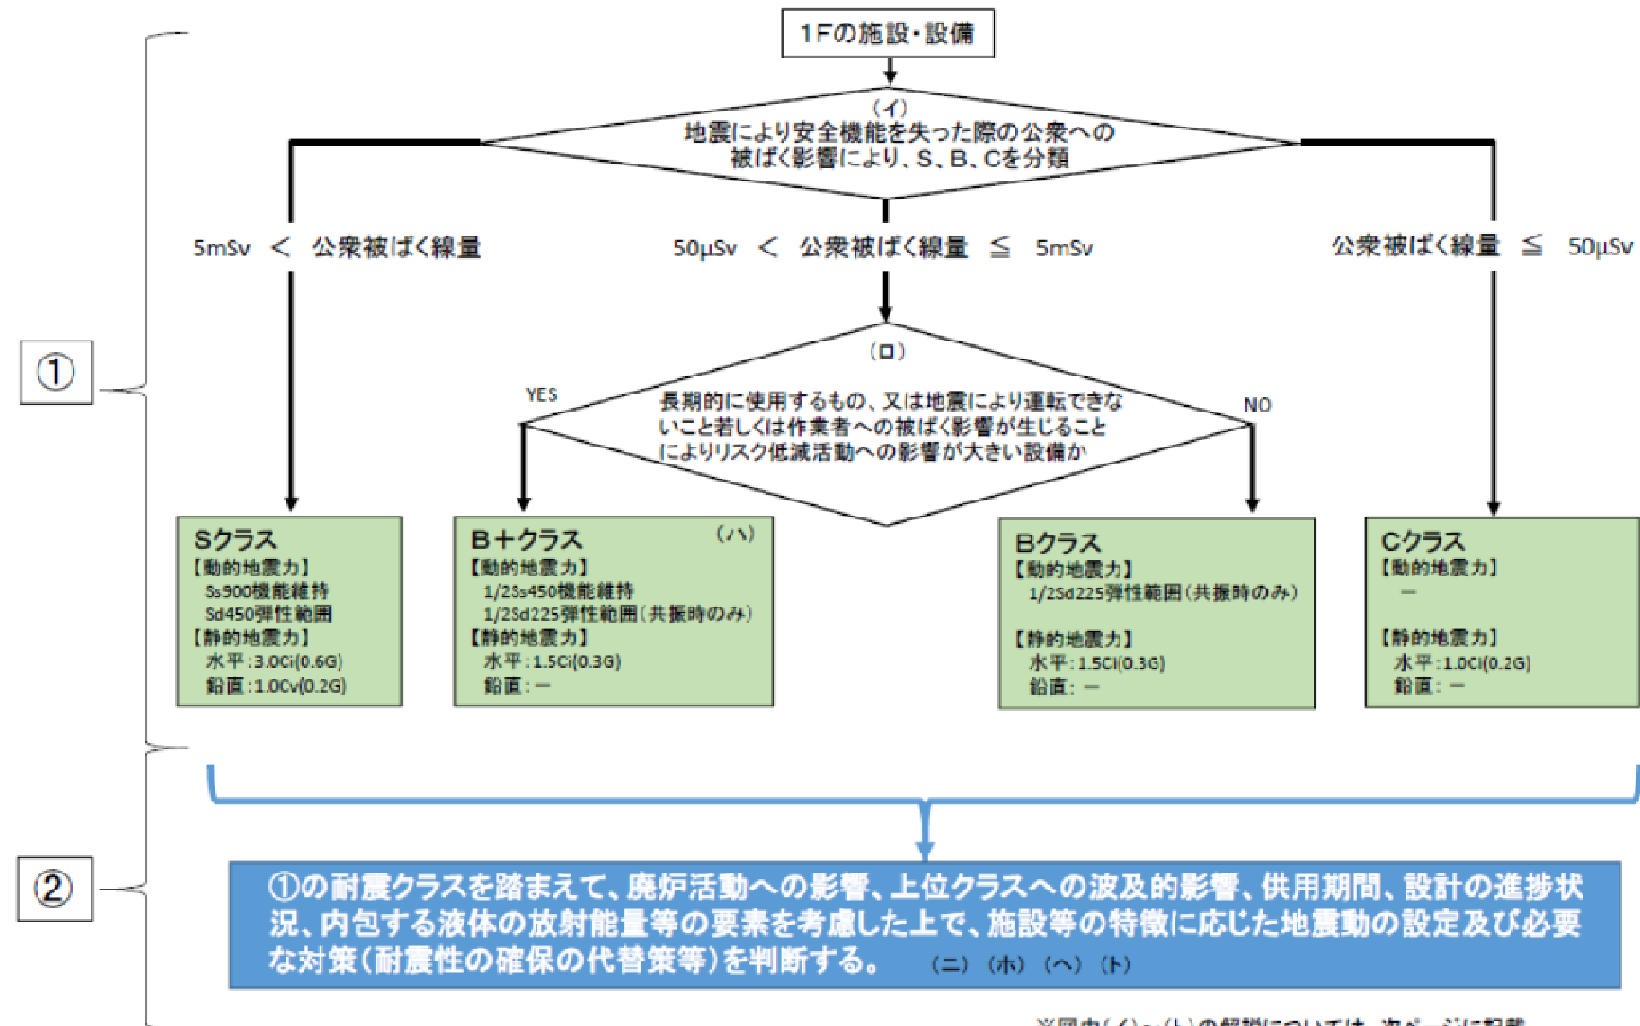 1Fの施設・設備
(イ)
地震により安全機能を失った際の公衆への
被ばく影響により、S、B、Cを分類
5mSv ＜ 公衆被ばく線量
50μSv ＜ 公衆被ばく線量 ≦ 5mSv
公衆被ばく線量 ≦ 50μSv
①
(ロ)
YES
NO
長期的に使用するもの、又は地震により運転できな
いこと若しくは作業者への被ばく影響が生じること
によりリスク低減活動への影響が大きい設備か
Sクラス
【動的地震力】
Ss900機能維持
Sd450弾性範囲
【静的地震力】
水平:3.0Ci(0.6G)
鉛直:1.0Cv(0.2G)
B＋クラス (ハ)
【動的地震力】
1/2Ss450機能維持
1/2Sd225弾性範囲(共振時のみ)
【静的地震力】
水平:1.5Ci(0.3G)
鉛直:－
Bクラス
【動的地震力】
1/2Sd225弾性範囲(共振時のみ)
【静的地震力】
水平:1.5Ci(0.3G)
鉛直: －
Cクラス
【動的地震力】
－
【静的地震力】
水平:1.0Ci(0.2G)
鉛直: －
②
①の耐震クラスを踏まえて、廃炉活動への影響、上位クラスへの波及的影響、供用期間、設計の進捗状
況、内包する液体の放射能量等の要素を考慮した上で、施設等の特徴に応じた地震動の設定及び必要
な対策(耐震性の確保の代替策等)を判断する。 (ニ) (ホ) (ヘ) (ト)
※図中(イ)~(ト)の解説については、次ページに記載